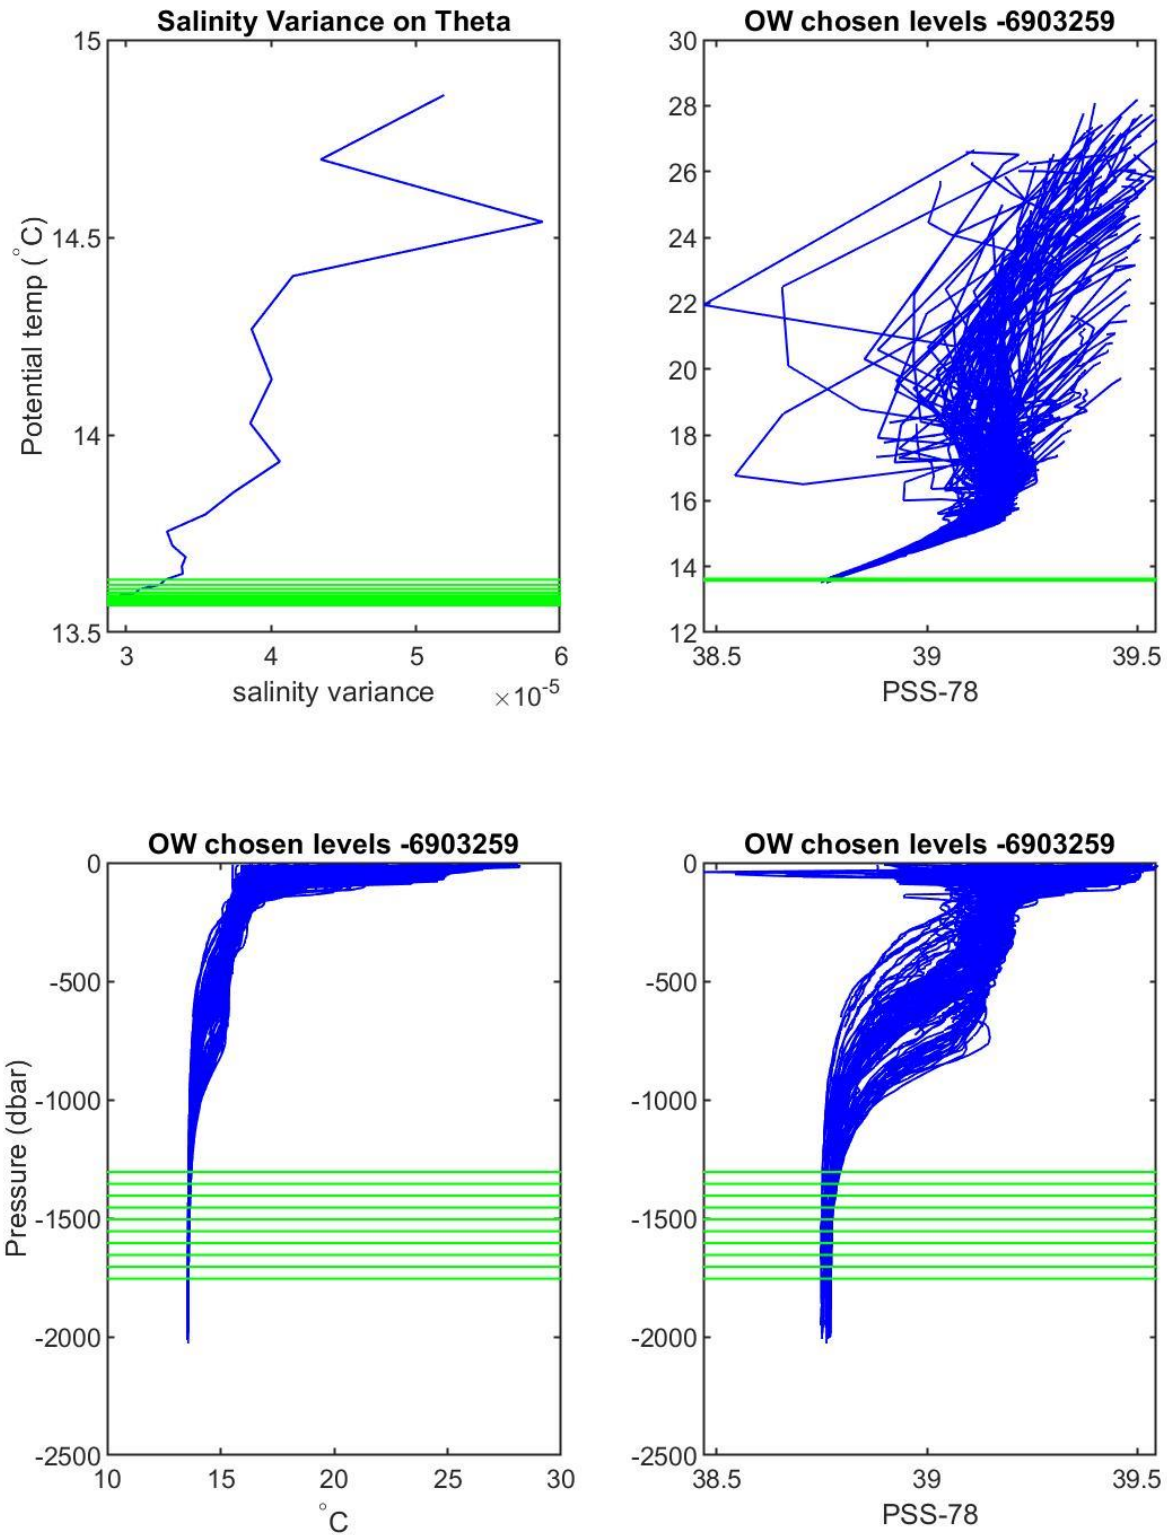 Salinity Variance on Theta
15
14.5
14
13.5
Potential temp (°C)
3 4 5 6
salinity variance ×10⁻⁵
OW chosen levels -6903259
30
28
26
24
22
20
18
16
14
12
38.5 39 39.5
PSS-78
OW chosen levels -6903259
0
-500
-1000
-1500
-2000
-2500
Pressure (dbar)
10 15 20 25 30
°C
OW chosen levels -6903259
0
-500
-1000
-1500
-2000
-2500
38.5 39 39.5
PSS-78